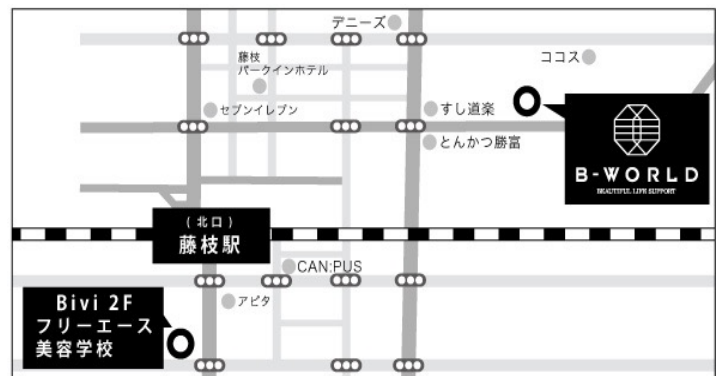 デニーズ
藤枝
パークインホテル
ココス
セブンイレブン
すし道楽
とんかつ勝富
B-WORLD
BEAUTIFUL LIFE SUPPORT
(北口)
藤枝駅
CAN:PUS
アピタ
Bivi 2F
フリーエース
美容学校